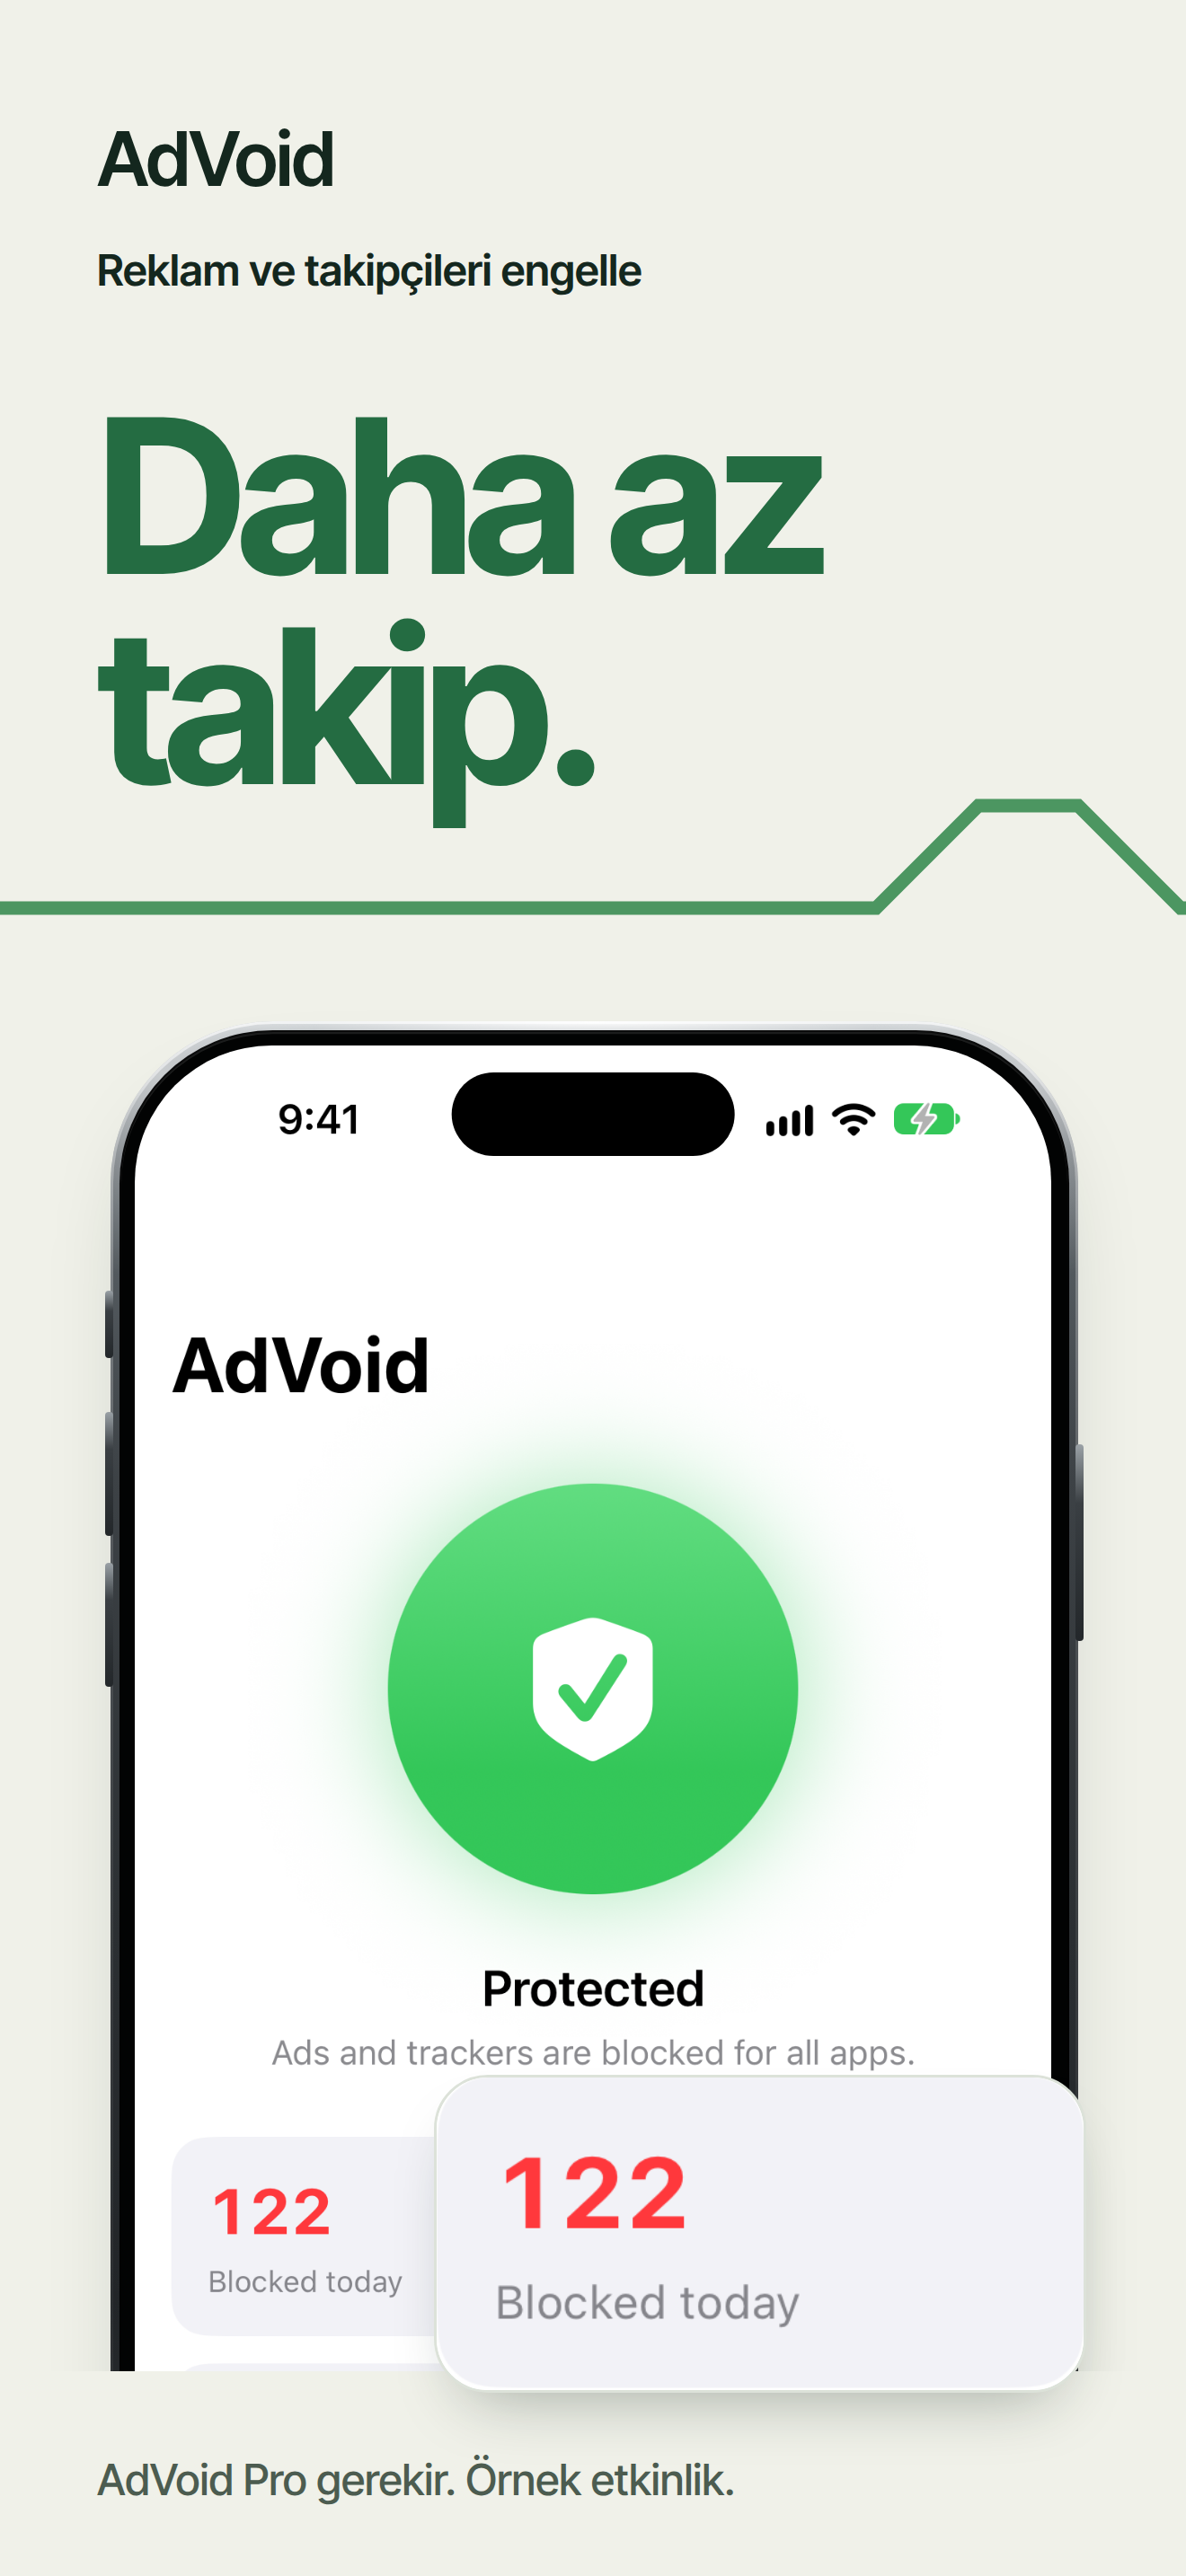 AdVoid
Reklam ve takipçileri engelle
Daha az
takip.
9:41
AdVoid
Protected
Ads and trackers are blocked for all apps.
122
Blocked today
122
Blocked today
AdVoid Pro gerekir. Örnek etkinlik.